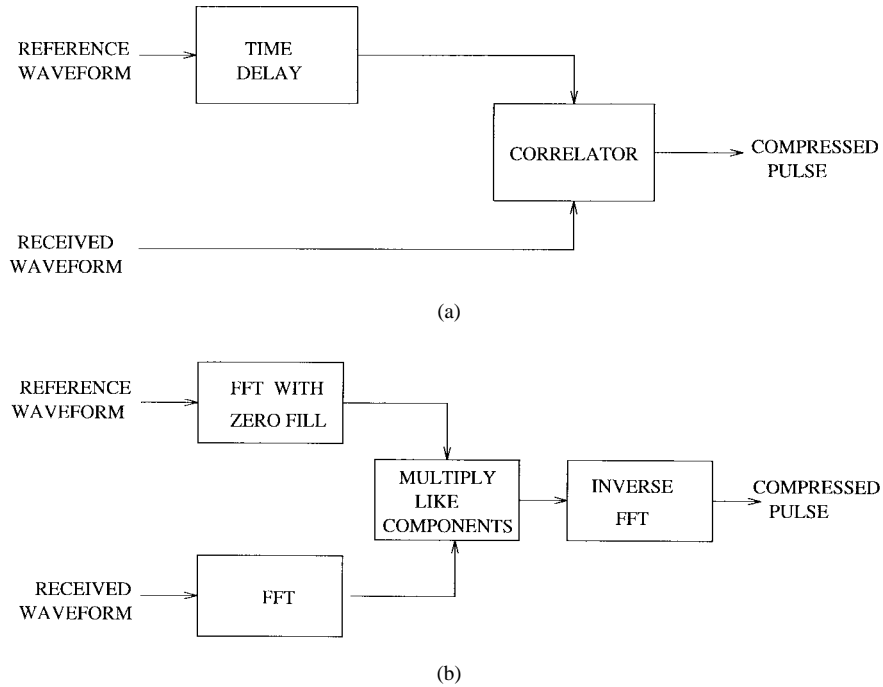 REFERENCE
WAVEFORM
TIME
DELAY
CORRELATOR
COMPRESSED
PULSE
RECEIVED
WAVEFORM
(a)
REFERENCE
WAVEFORM
FFT WITH
ZERO FILL
MULTIPLY
LIKE
COMPONENTS
INVERSE
FFT
COMPRESSED
PULSE
RECEIVED
WAVEFORM
FFT
(b)